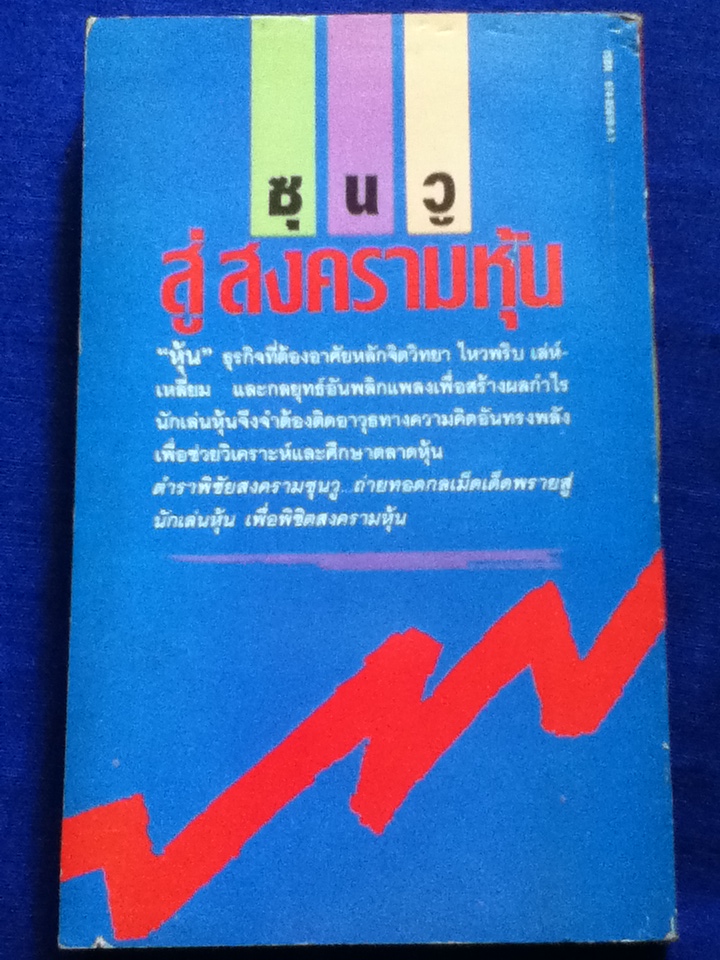 ซุนวู
สู่สงครามหุ้น
"หุ้น" ธุรกิจที่ต้องอาศัยหลักจิตวิทยา ไหวพริบ เล่ห์-
เหลี่ยม และกลยุทธ์อันพลิกแพลงเพื่อสร้างผลกำไร
นักเล่นหุ้นจึงจำต้องติดอาวุธทางความคิดอันทรงพลัง
เพื่อช่วยวิเคราะห์และศึกษาตลาดหุ้น
ตำราพิชัยสงครามซุนวู...ถ่ายทอดกลเม็ดเด็ดพรายสู่
นักเล่นหุ้น เพื่อพิชิตสงครามหุ้น
ISBN